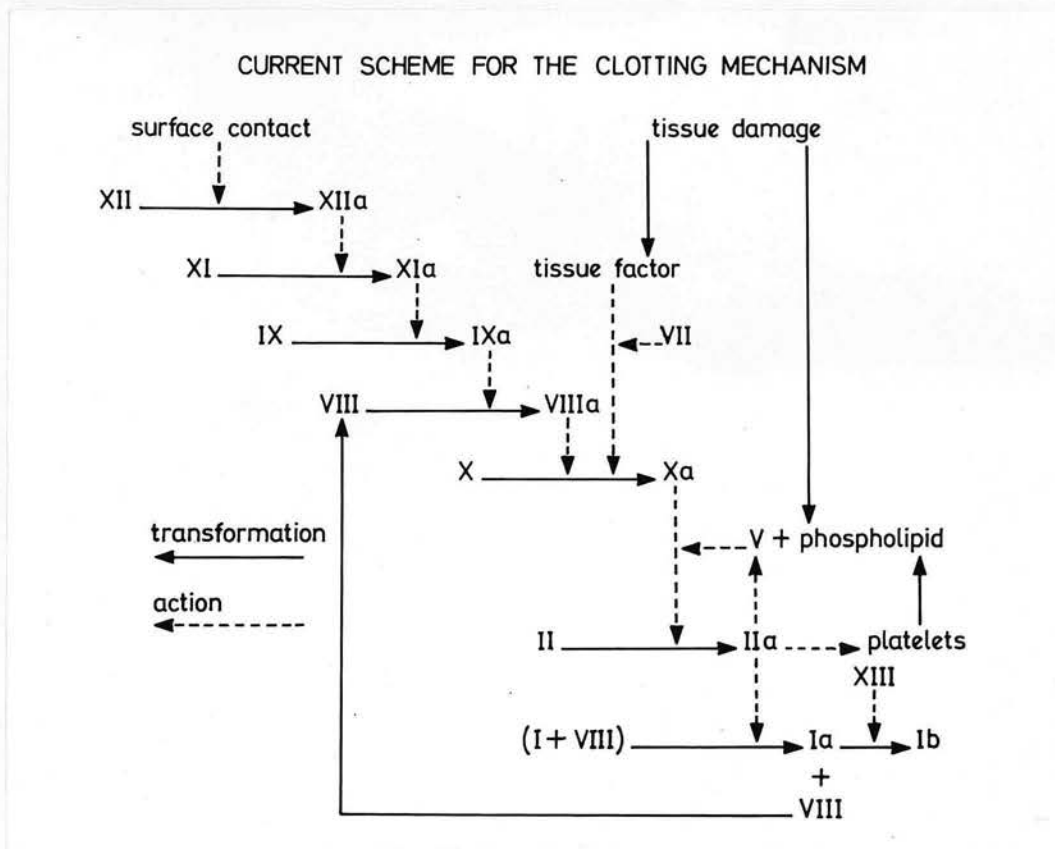 CURRENT SCHEME FOR THE CLOTTING MECHANISM
surface contact
tissue damage
XII XIIa
XI XIa tissue factor
IX IXa VII
VIII VIIIa
X Xa
transformation V + phospholipid
action
II IIa platelets
XIII
(I + VIII) Ia Ib
+
VIII